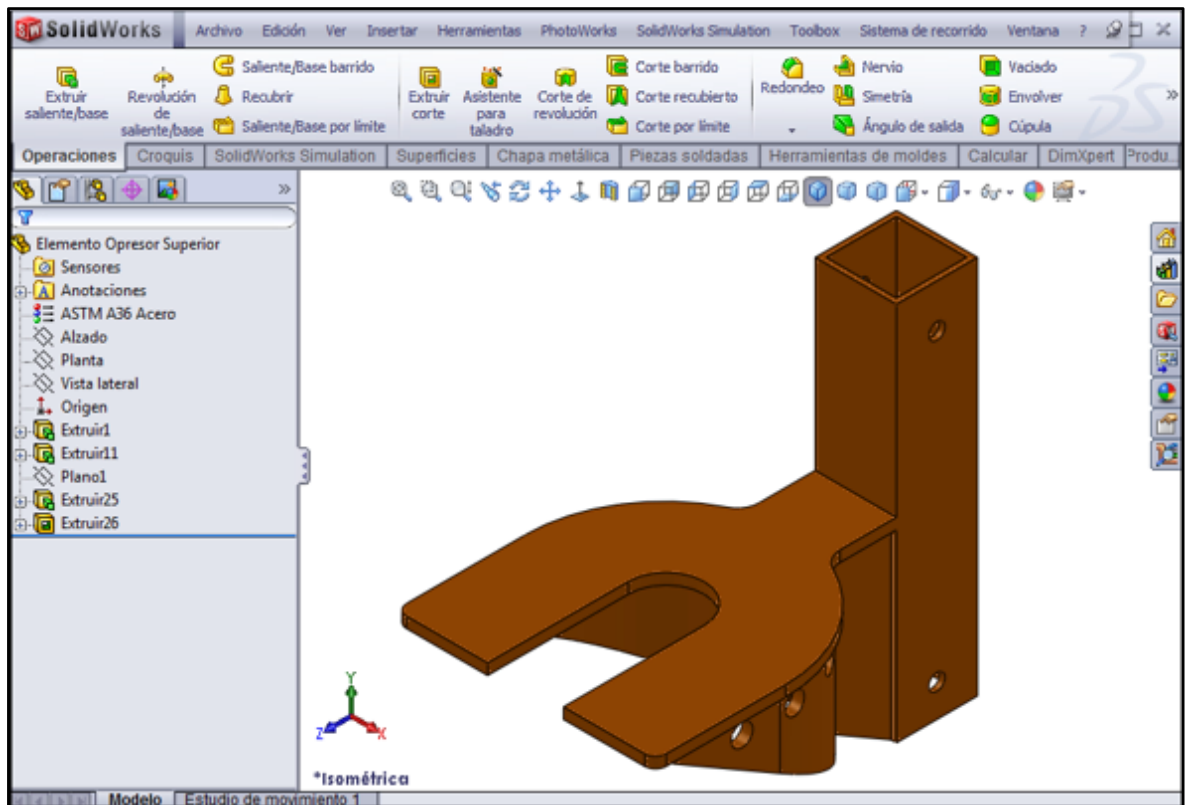 SolidWorks Archivo Edición Ver Insertar Herramientas PhotoWorks SolidWorks Simulation Toolbox Sistema de recorrido Ventana ?
Extruir saliente/base
Revolución de saliente/base
Saliente/Base barrido
Recubrir
Saliente/Base por límite
Extruir corte
Asistente para taladro
Corte de revolución
Corte barrido
Corte recubierto
Corte por límite
Redondeo
Nervio
Simetría
Ángulo de salida
Vaciado
Envolver
Cúpula
Operaciones Croquis SolidWorks Simulation Superficies Chapa metálica Piezas soldadas Herramientas de moldes Calcular DimXpert Produ...
Elemento Opresor Superior
Sensores
Anotaciones
ASTM A36 Acero
Alzado
Planta
Vista lateral
Origen
Extruir1
Extruir11
Plano1
Extruir25
Extruir26
Y
Z
X
*Isométrica
Modelo Estudio de movimiento 1